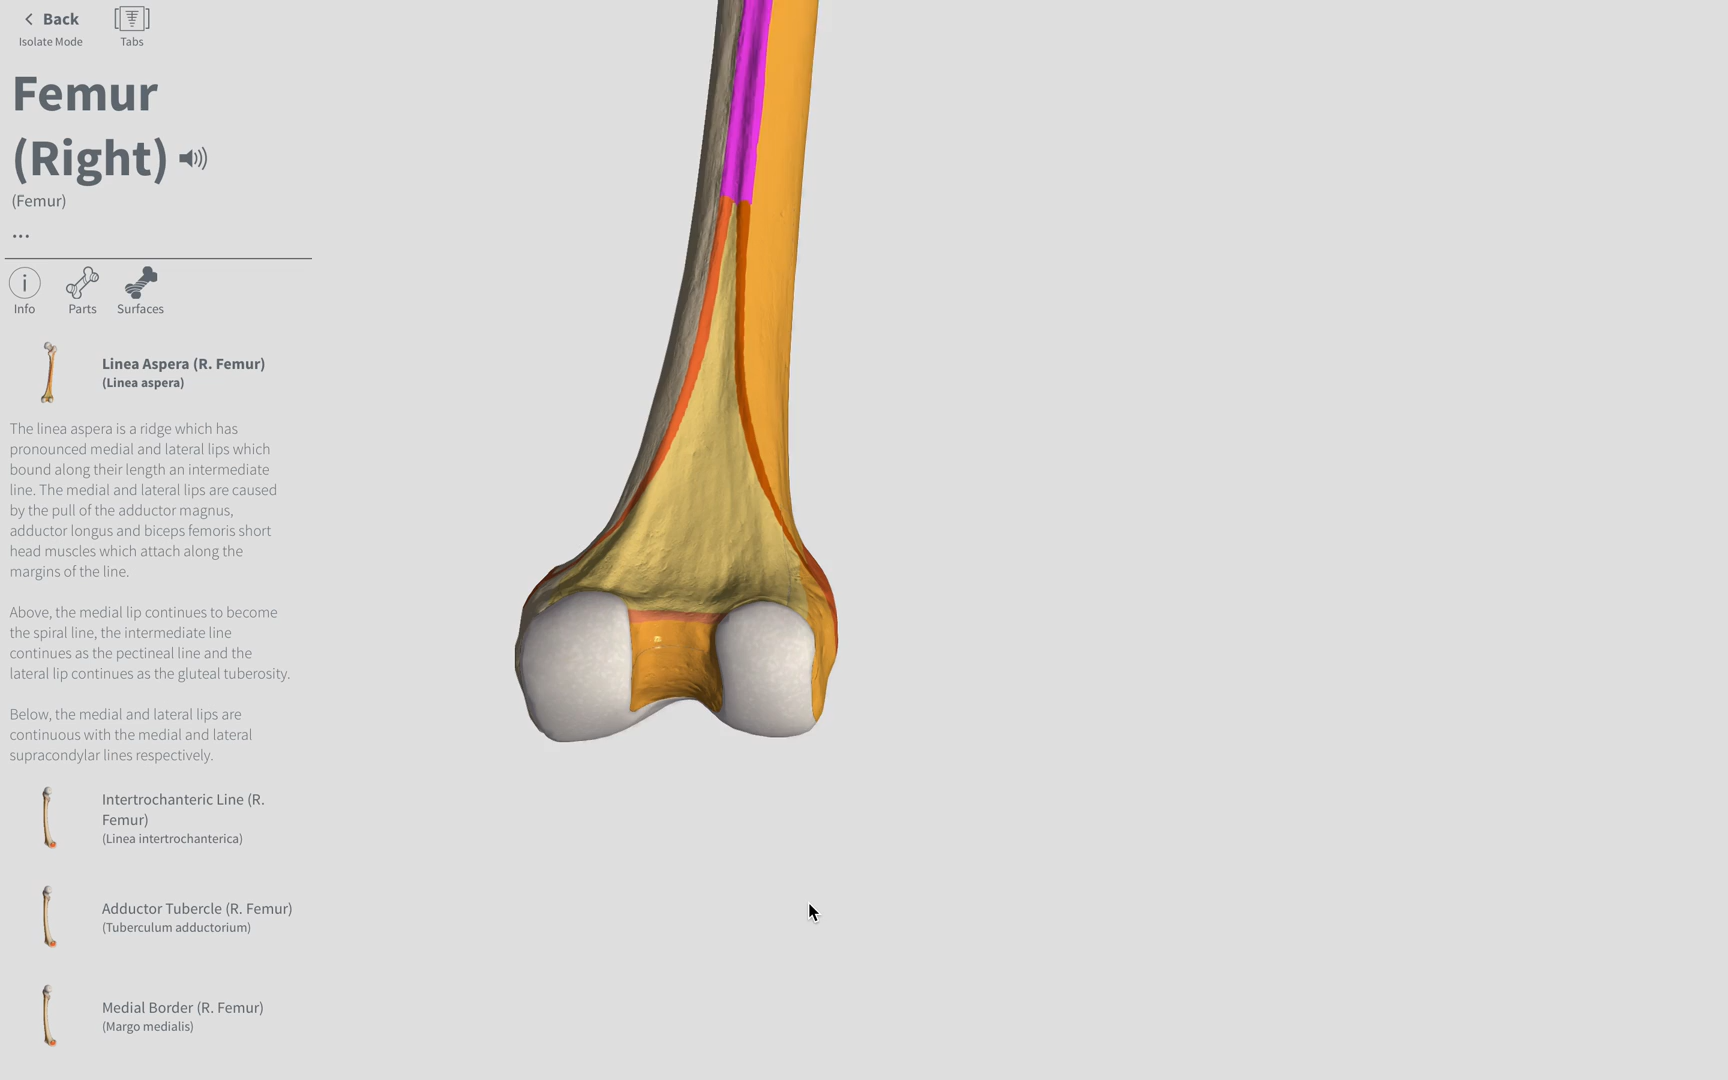 Back
Isolate Mode
Tabs
Femur
(Right)
(Femur)
...
Info
Parts
Surfaces
Linea Aspera (R. Femur)
(Linea aspera)
The linea aspera is a ridge which has
pronounced medial and lateral lips which
bound along their length an intermediate
line. The medial and lateral lips are caused
by the pull of the adductor magnus,
adductor longus and biceps femoris short
head muscles which attach along the
margins of the line.
Above, the medial lip continues to become
the spiral line, the intermediate line
continues as the pectineal line and the
lateral lip continues as the gluteal tuberosity.
Below, the medial and lateral lips are
continuous with the medial and lateral
supracondylar lines respectively.
Intertrochanteric Line (R.
Femur)
(Linea intertrochanterica)
Adductor Tubercle (R. Femur)
(Tuberculum adductorium)
Medial Border (R. Femur)
(Margo medialis)